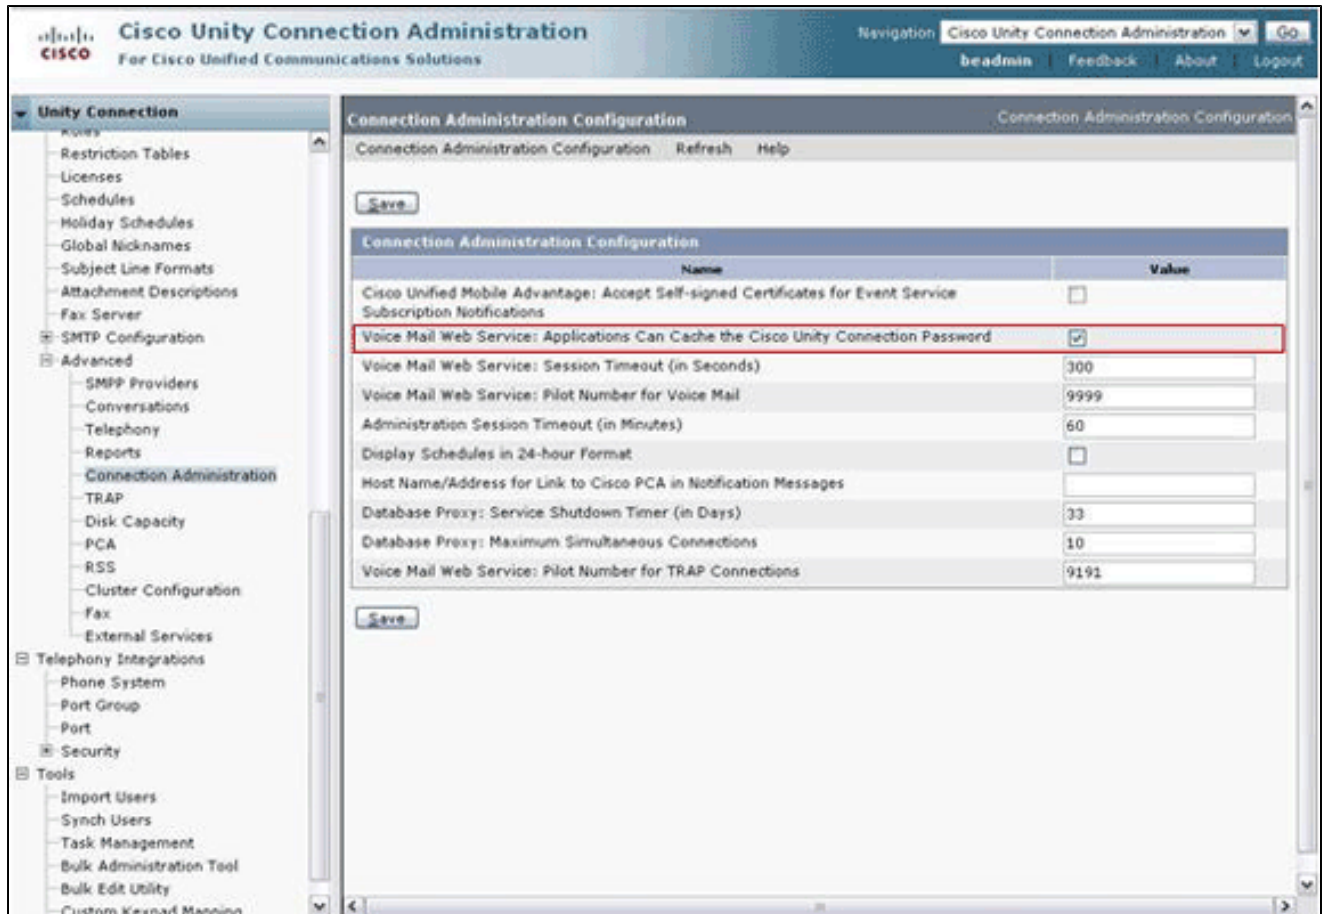 Cisco Unity Connection Administration
For Cisco Unified Communications Solutions
CISCO
Navigation Cisco Unity Connection Administration Go
beadmin Feedback About Logout
Unity Connection
Restriction Tables
Licenses
Schedules
Holiday Schedules
Global Nicknames
Subject Line Formats
Attachment Descriptions
Fax Server
SMTP Configuration
Advanced
SMPP Providers
Conversations
Telephony
Reports
Connection Administration
TRAP
Disk Capacity
PCA
RSS
Cluster Configuration
Fax
External Services
Telephony Integrations
Phone System
Port Group
Port
Security
Tools
Import Users
Synch Users
Task Management
Bulk Administration Tool
Bulk Edit Utility
Custom Keypad Mapping
Connection Administration Configuration Connection Administration Configuration
Connection Administration Configuration Refresh Help
Save
Connection Administration Configuration
Name Value
Cisco Unified Mobile Advantage: Accept Self-signed Certificates for Event Service
Subscription Notifications
Voice Mail Web Service: Applications Can Cache the Cisco Unity Connection Password
Voice Mail Web Service: Session Timeout (in Seconds) 300
Voice Mail Web Service: Pilot Number for Voice Mail 9999
Administration Session Timeout (in Minutes) 60
Display Schedules in 24-hour Format
Host Name/Address for Link to Cisco PCA in Notification Messages
Database Proxy: Service Shutdown Timer (in Days) 33
Database Proxy: Maximum Simultaneous Connections 10
Voice Mail Web Service: Pilot Number for TRAP Connections 9191
Save